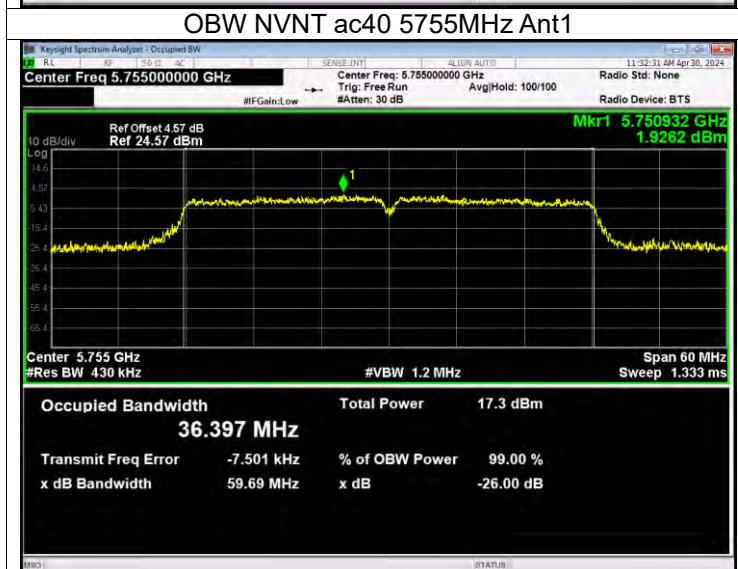 OBW NVNT ac40 5755MHz Ant1
Keysight Spectrum Analyzer - Occupied BW
RL RF 50 Ω AC SENSE:INT ALIGN AUTO 11:32:31 AM Apr 30, 2024
Center Freq 5.755000000 GHz Center Freq: 5.755000000 GHz Radio Std: None
Trig: Free Run Avg|Hold: 100/100
#IFGain:Low #Atten: 30 dB Radio Device: BTS
Mkr1 5.750932 GHz
1.9262 dBm
Ref Offset 4.57 dB
10 dB/div Ref 24.57 dBm
Log
14.6
4.57
-5.43
-15.4
-25.4
-35.4
-45.4
-55.4
-65.4
1
Center 5.755 GHz Span 60 MHz
#Res BW 430 kHz #VBW 1.2 MHz Sweep 1.333 ms
Occupied Bandwidth Total Power 17.3 dBm
36.397 MHz
Transmit Freq Error -7.501 kHz % of OBW Power 99.00 %
x dB Bandwidth 59.69 MHz x dB -26.00 dB
MSG STATUS